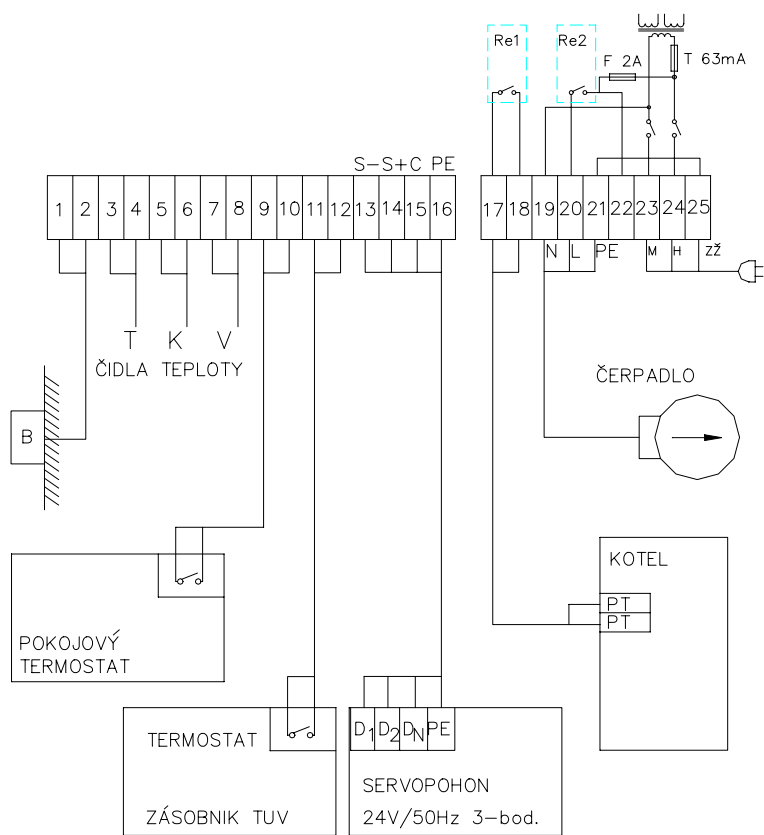 Re1 Re2
F 2A T 63mA
S- S+ C PE
1 2 3 4 5 6 7 8 9 10 11 12 13 14 15 16 17 18 19 20 21 22 23 24 25
N L PE M H ZŽ
T K V
ČIDLA TEPLOTY
ČERPADLO
B
KOTEL
PT
PT
POKOJOVÝ
TERMOSTAT
D1 D2 DN PE
TERMOSTAT
SERVOPOHON
ZÁSOBNIK TUV
24V/50Hz 3-bod.